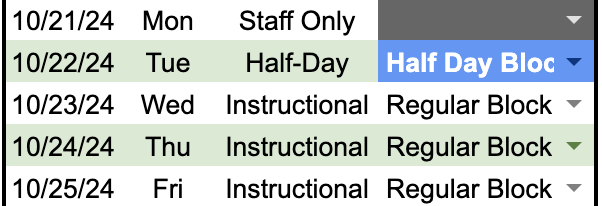 10/21/24 Mon Staff Only
10/22/24 Tue Half-Day Half Day Bloc
10/23/24 Wed Instructional Regular Block
10/24/24 Thu Instructional Regular Block
10/25/24 Fri Instructional Regular Block